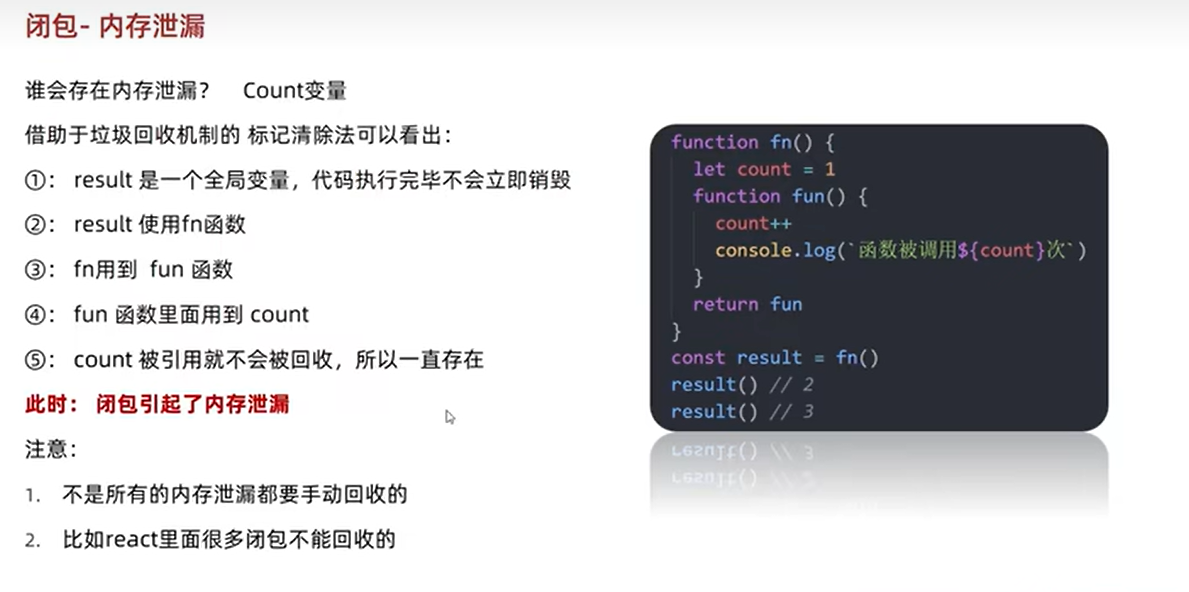 闭包- 内存泄漏
谁会存在内存泄漏？ Count变量
借助于垃圾回收机制的 标记清除法可以看出：
①： result 是一个全局变量，代码执行完毕不会立即销毁
②： result 使用fn函数
③： fn用到 fun 函数
④： fun 函数里面用到 count
⑤： count 被引用就不会被回收，所以一直存在
此时： 闭包引起了内存泄漏
注意：
1. 不是所有的内存泄漏都要手动回收的
2. 比如react里面很多闭包不能回收的
function fn() {
let count = 1
function fun() {
count++
console.log(`函数被调用${count}次`)
}
return fun
}
const result = fn()
result() // 2
result() // 3